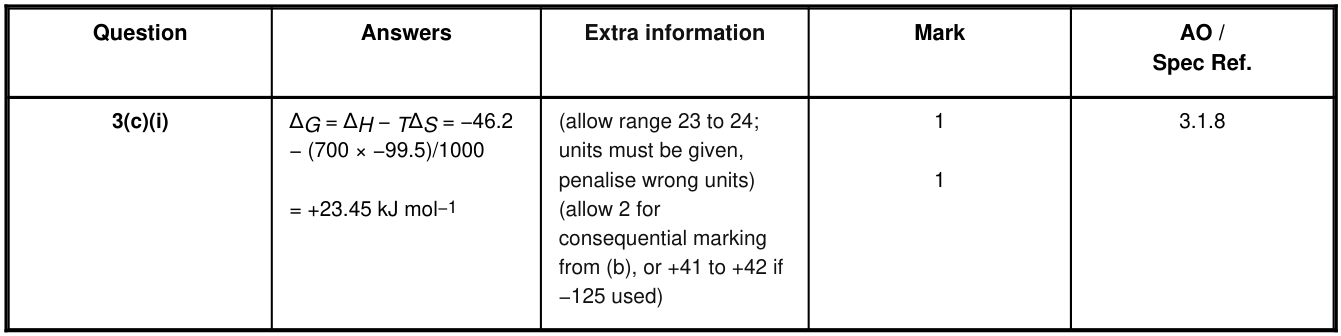 Question
Answers
Extra information
Mark
AO /
Spec Ref.
3(c)(i)
ΔG = ΔH – TΔS = –46.2
– (700 × –99.5)/1000
= +23.45 kJ mol–1
(allow range 23 to 24;
units must be given,
penalise wrong units)
(allow 2 for
consequential marking
from (b), or +41 to +42 if
–125 used)
1
1
3.1.8